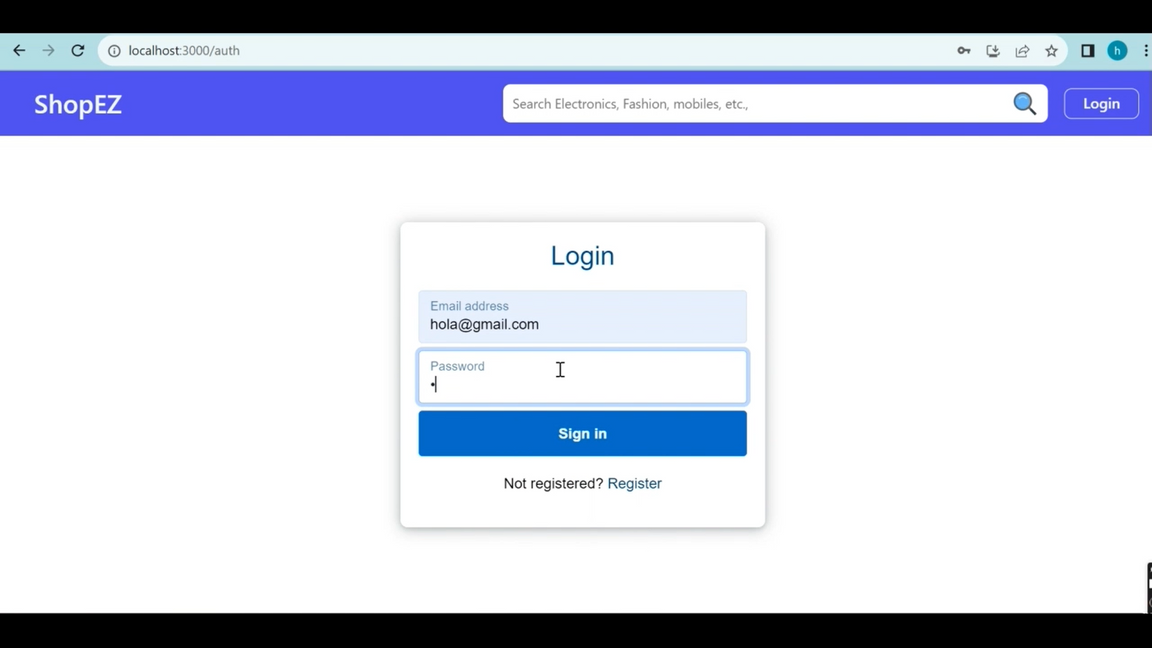 localhost:3000/auth
h
ShopEZ
Search Electronics, Fashion, mobiles, etc.,
Login
Login
Email address
hola@gmail.com
Password
•
Sign in
Not registered? Register